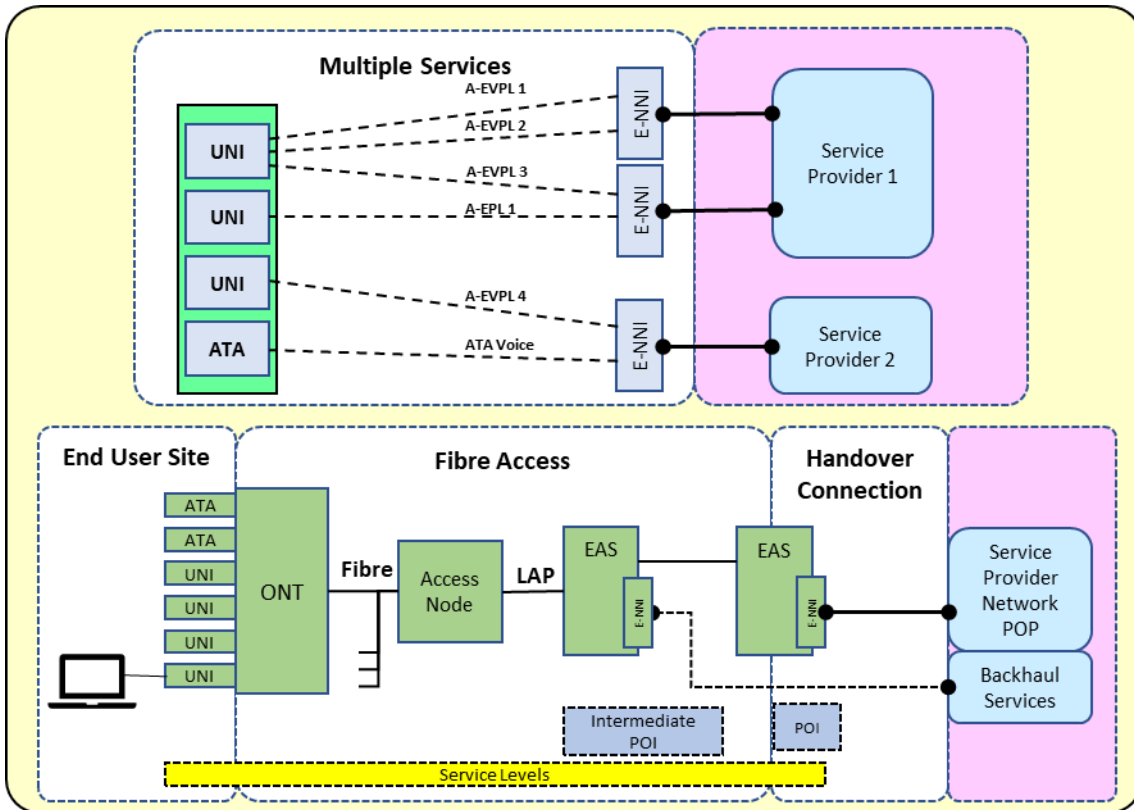 Multiple Services
A-EVPL 1
A-EVPL 2
A-EVPL 3
A-EPL 1
A-EVPL 4
ATA Voice
UNI
UNI
UNI
ATA
E-NNI
E-NNI
E-NNI
Service
Provider 1
Service
Provider 2
End User Site
Fibre Access
Handover
Connection
ATA
ATA
UNI
UNI
UNI
UNI
ONT
Fibre
Access
Node
LAP
EAS
E-NNI
EAS
E-NNI
Service
Provider
Network
POP
Backhaul
Services
Intermediate
POI
POI
Service Levels